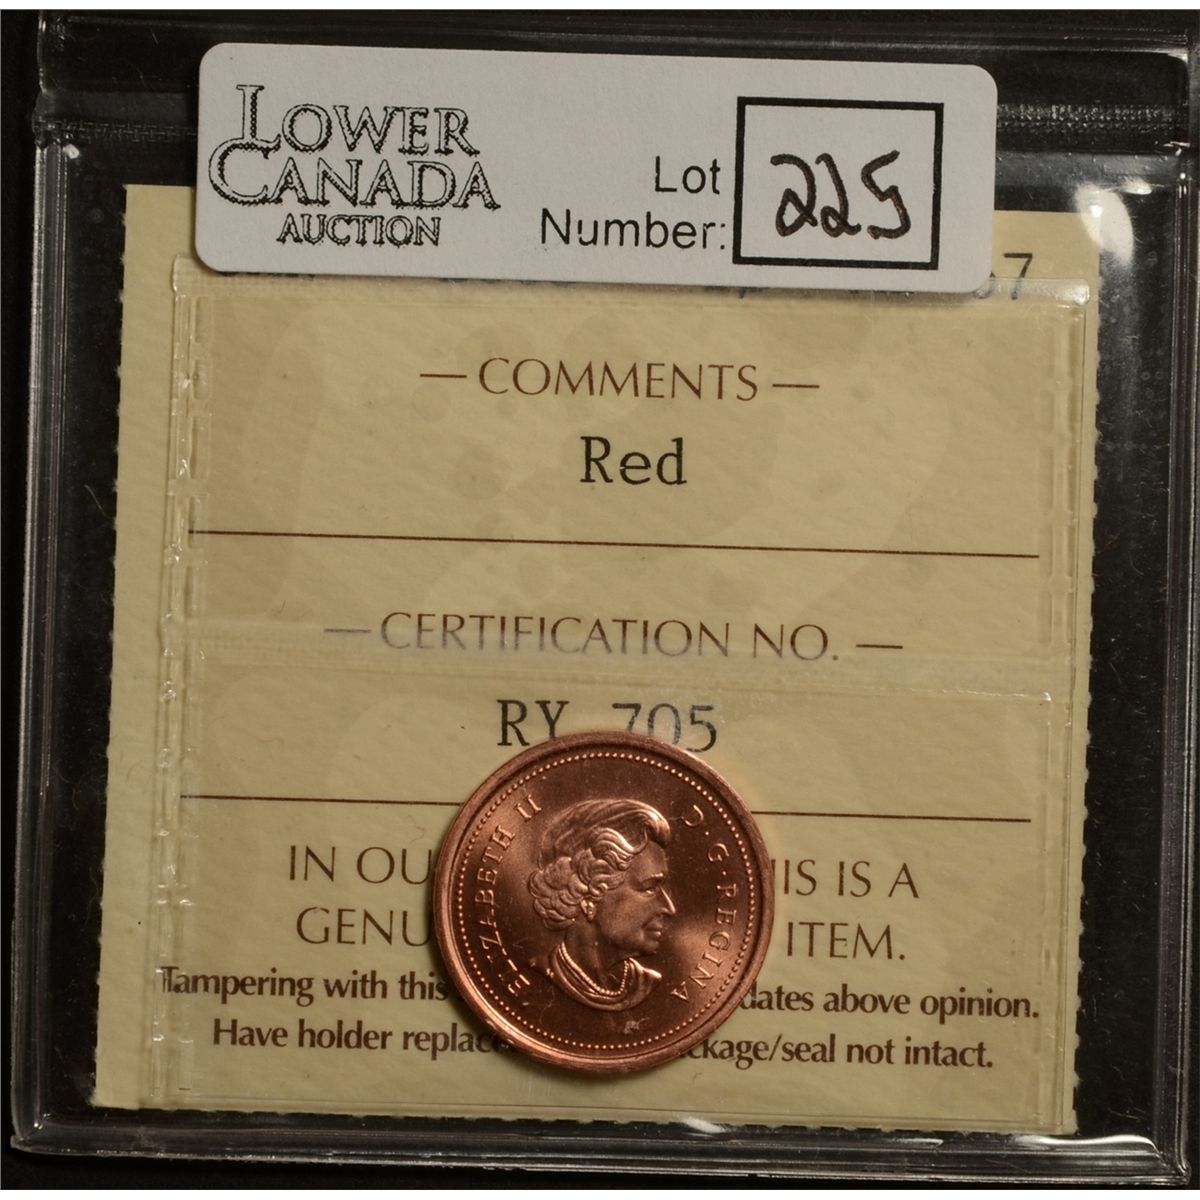 LOWER
CANADA
AUCTION
Lot
Number:
225
— COMMENTS —
Red
— CERTIFICATION NO. —
RY 705
IN OU IS IS A
GENU ITEM.
Tampering with this dates above opinion.
Have holder replac ckage/seal not intact.
ELIZABETH II D·G·REGINA